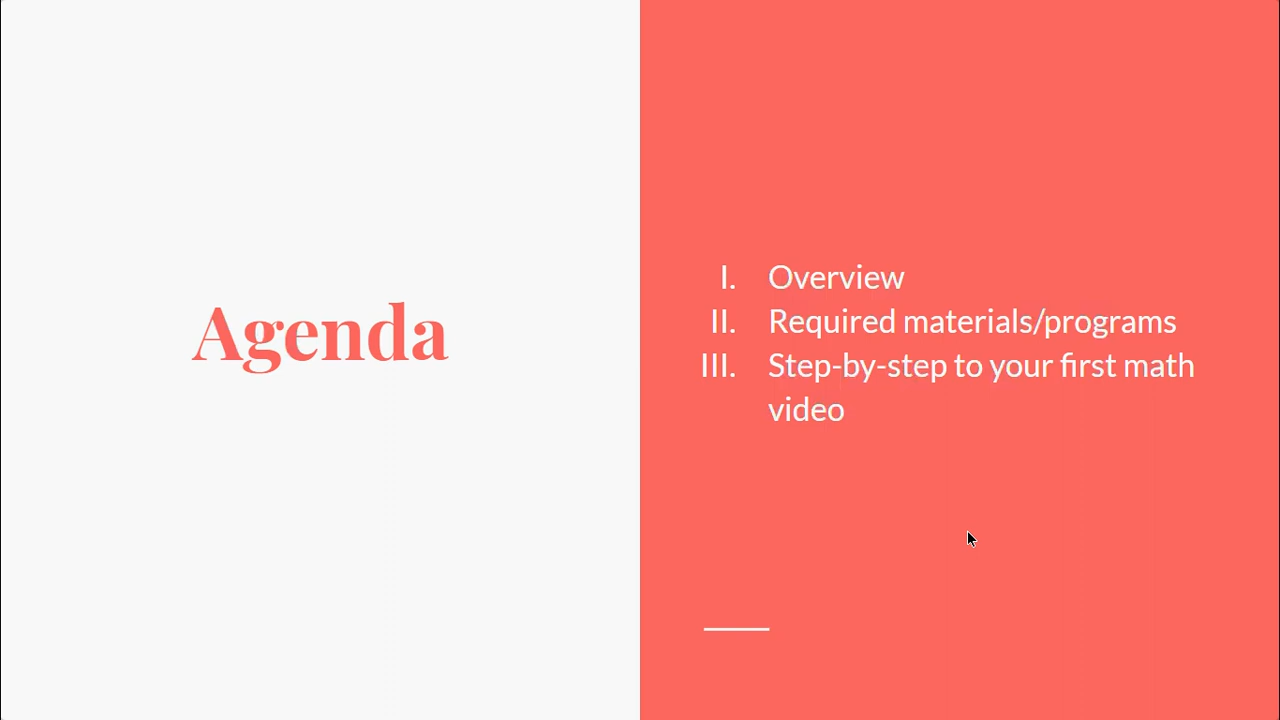 Agenda
I. Overview
II. Required materials/programs
III. Step-by-step to your first math
video